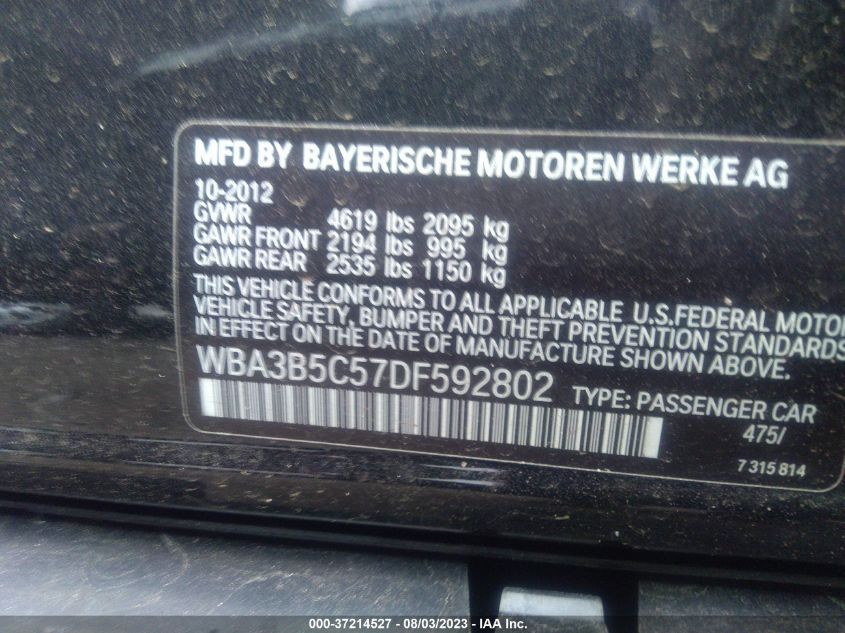 MFD BY BAYERISCHE MOTOREN WERKE AG
10-2012
GVWR 4619 lbs 2095 kg
GAWR FRONT 2194 lbs 995 kg
GAWR REAR 2535 lbs 1150 kg
THIS VEHICLE CONFORMS TO ALL APPLICABLE U.S.FEDERAL MOTOR
VEHICLE SAFETY, BUMPER AND THEFT PREVENTION STANDARDS
IN EFFECT ON THE DATE OF MANUFACTURE SHOWN ABOVE.
WBA3B5C57DF592802 TYPE: PASSENGER CAR
475/
7 315 814
000-37214527 - 08/03/2023 - IAA Inc.